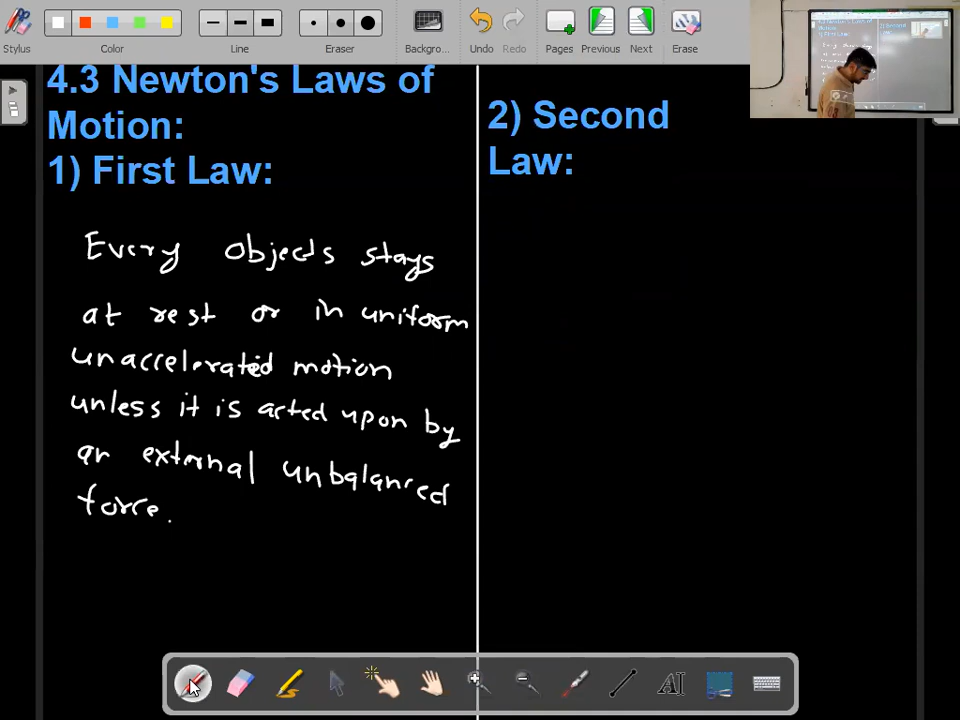 Stylus
Color
Line
Eraser
Backgro...
Undo
Redo
Pages
Previous
Next
Erase
4.3 Newton's Laws of
Motion:
1) First Law:
Every objects stays
at rest or in uniform
unaccelerated motion
unless it is acted upon by
an external unbalanced
force.
2) Second
Law: